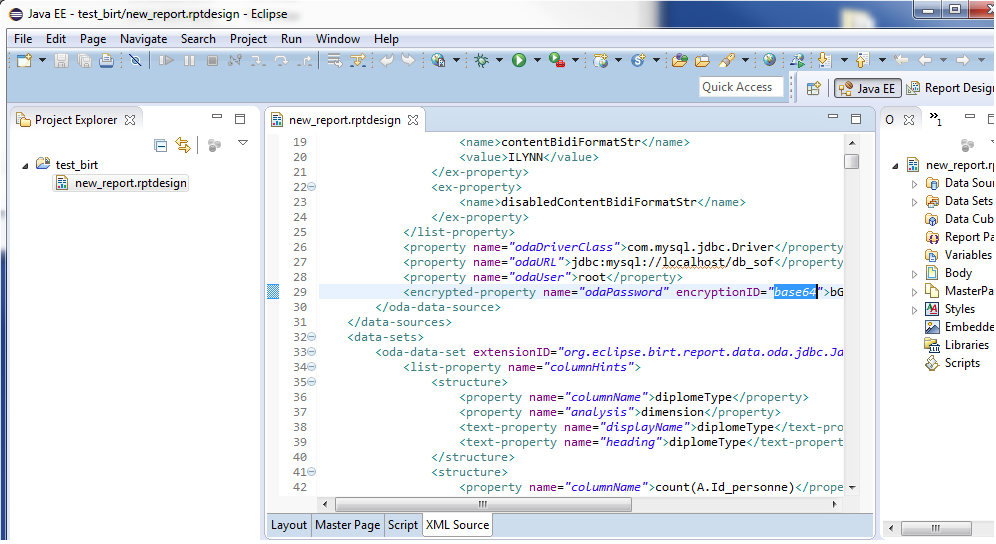 Java EE - test_birt/new_report.rptdesign - Eclipse
File Edit Page Navigate Search Project Run Window Help
Quick Access
Java EE
Report Design
Project Explorer
test_birt
new_report.rptdesign
new_report.rptdesign
19 <name>contentBidiFormatStr</name>
20 <value>ILYNN</value>
21 </ex-property>
22 <ex-property>
23 <name>disabledContentBidiFormatStr</name>
24 </ex-property>
25 </list-property>
26 <property name="odaDriverClass">com.mysql.jdbc.Driver</property
27 <property name="odaURL">jdbc:mysql://localhost/db_sof</property
28 <property name="odaUser">root</property>
29 <encrypted-property name="odaPassword" encryptionID="base64">bG
30 </oda-data-source>
31 </data-sources>
32 <data-sets>
33 <oda-data-set extensionID="org.eclipse.birt.report.data.oda.jdbc.Ja
34 <list-property name="columnHints">
35 <structure>
36 <property name="columnName">diplomeType</property>
37 <property name="analysis">dimension</property>
38 <text-property name="displayName">diplomeType</text-prop
39 <text-property name="heading">diplomeType</text-property
40 </structure>
41 <structure>
42 <property name="columnName">count(A.Id_personne)</prope
Layout Master Page Script XML Source
O
1
new_report.rp
Data Sour
Data Sets
Data Cub
Report Pa
Variables
Body
MasterPa
Styles
Embedde
Libraries
Scripts